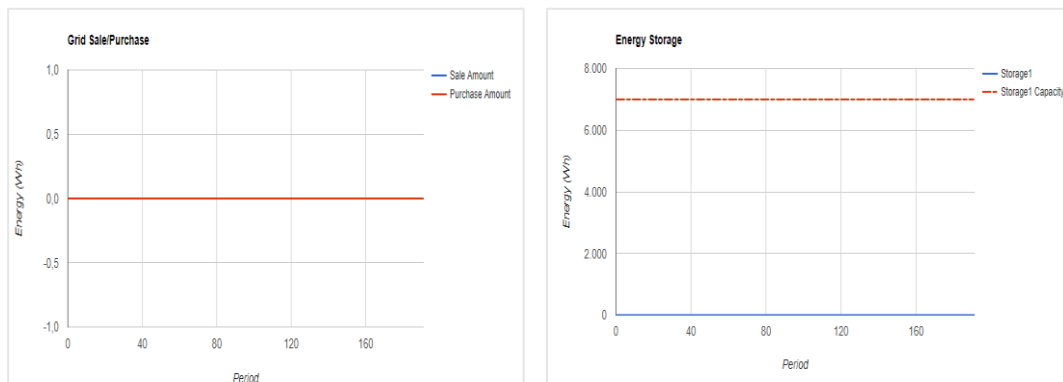 Grid Sale/Purchase
1,0
0,5
0,0
-0,5
-1,0
Energy (Wh)
0
40
80
120
160
Period
Sale Amount
Purchase Amount
Energy Storage
8.000
6.000
4.000
2.000
0
Energy (Wh)
0
40
80
120
160
Period
Storage1
Storage1 Capacity